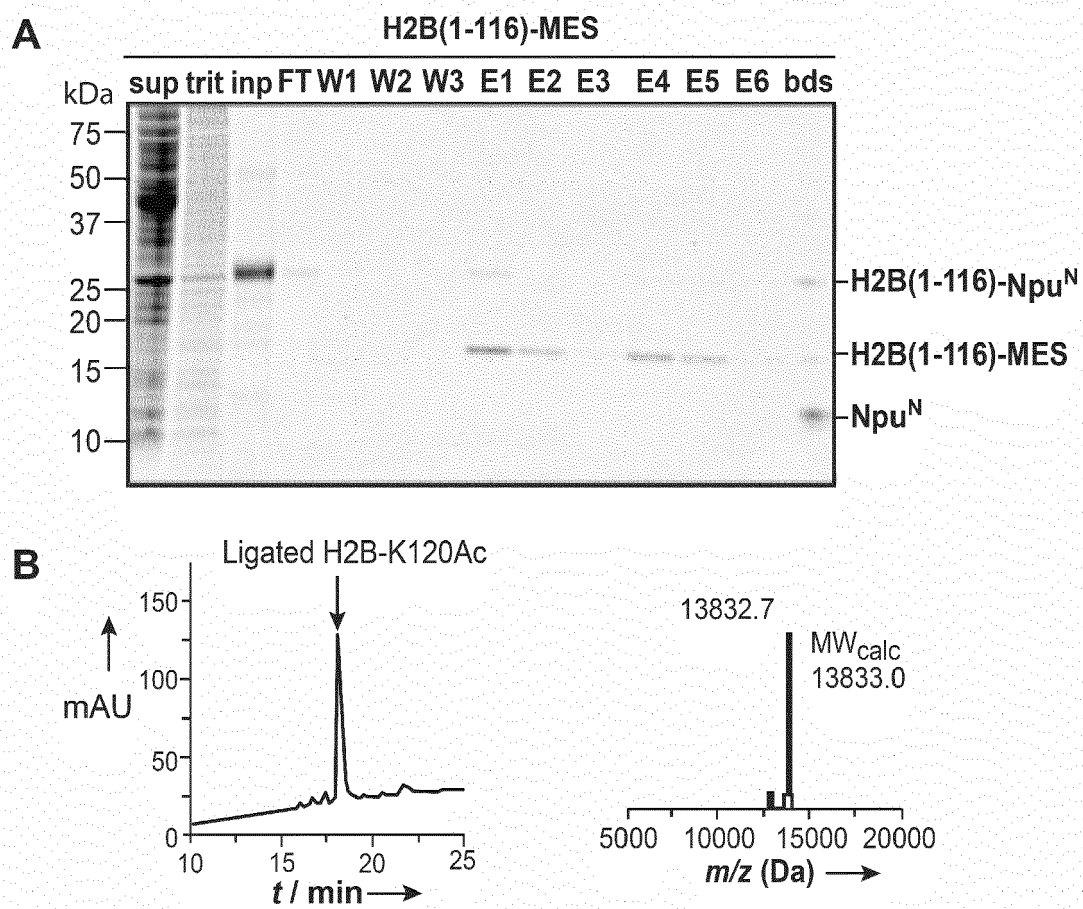 A
H2B(1-116)-MES
kDa sup trit inp FT W1 W2 W3 E1 E2 E3 E4 E5 E6 bds
75
50
37
25
20
15
10
H2B(1-116)-Npuᴺ
H2B(1-116)-MES
Npuᴺ
B
Ligated H2B-K120Ac
150
100
50
0
mAU
10 15 20 25
t / min
13832.7
MWcalc
13833.0
5000 10000 15000 20000
m/z (Da)